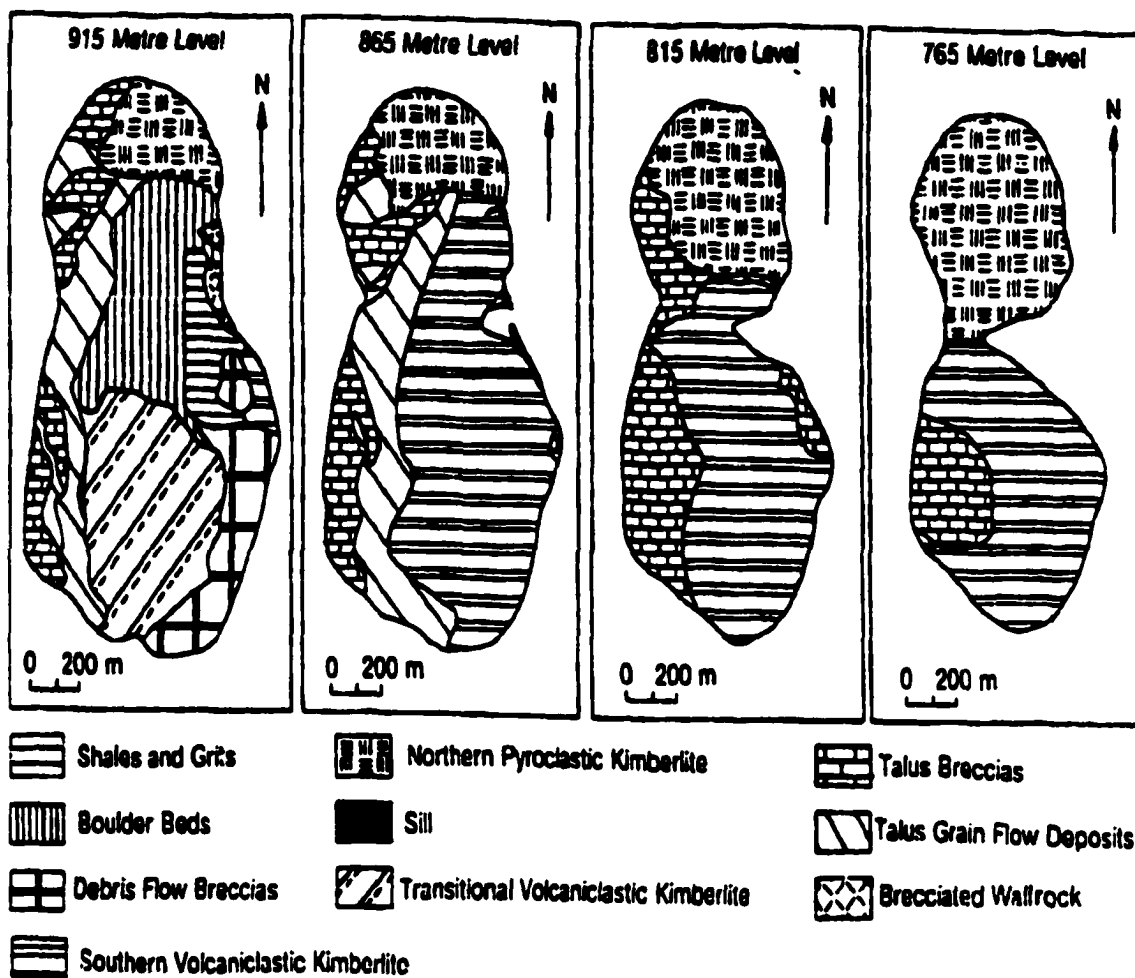 915 Metre Level
865 Metre Level
815 Metre Level
765 Metre Level
N
N
N
N
0 200 m
0 200 m
0 200 m
0 200 m
Shales and Grits
Northern Pyroclastic Kimberlite
Talus Breccias
Boulder Beds
Sill
Talus Grain Flow Deposits
Debris Flow Breccias
Transitional Volcaniclastic Kimberlite
Brecciated Wallrock
Southern Volcaniclastic Kimberlite